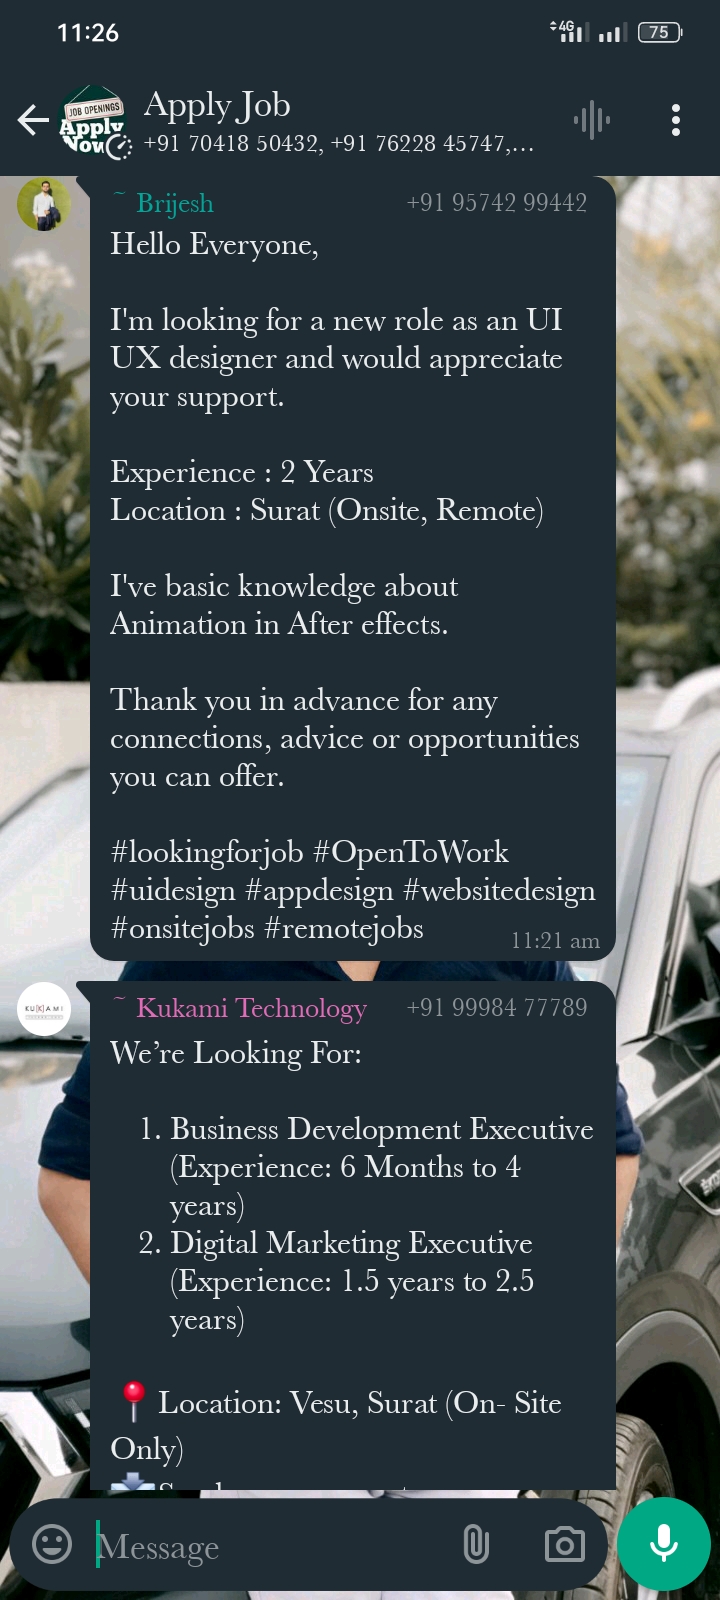 11:26
4G
75
JOB OPENINGS
Apply
Now
Apply Job
+91 70418 50432, +91 76228 45747,...
~ Brijesh +91 95742 99442
Hello Everyone,
I'm looking for a new role as an UI
UX designer and would appreciate
your support.
Experience : 2 Years
Location : Surat (Onsite, Remote)
I've basic knowledge about
Animation in After effects.
Thank you in advance for any
connections, advice or opportunities
you can offer.
#lookingforjob #OpenToWork
#uidesign #appdesign #websitedesign
#onsitejobs #remotejobs
11:21 am
KU[K]AMI
~ Kukami Technology +91 99984 77789
We’re Looking For:
1. Business Development Executive
(Experience: 6 Months to 4
years)
2. Digital Marketing Executive
(Experience: 1.5 years to 2.5
years)
📍 Location: Vesu, Surat (On- Site
Only)
Message